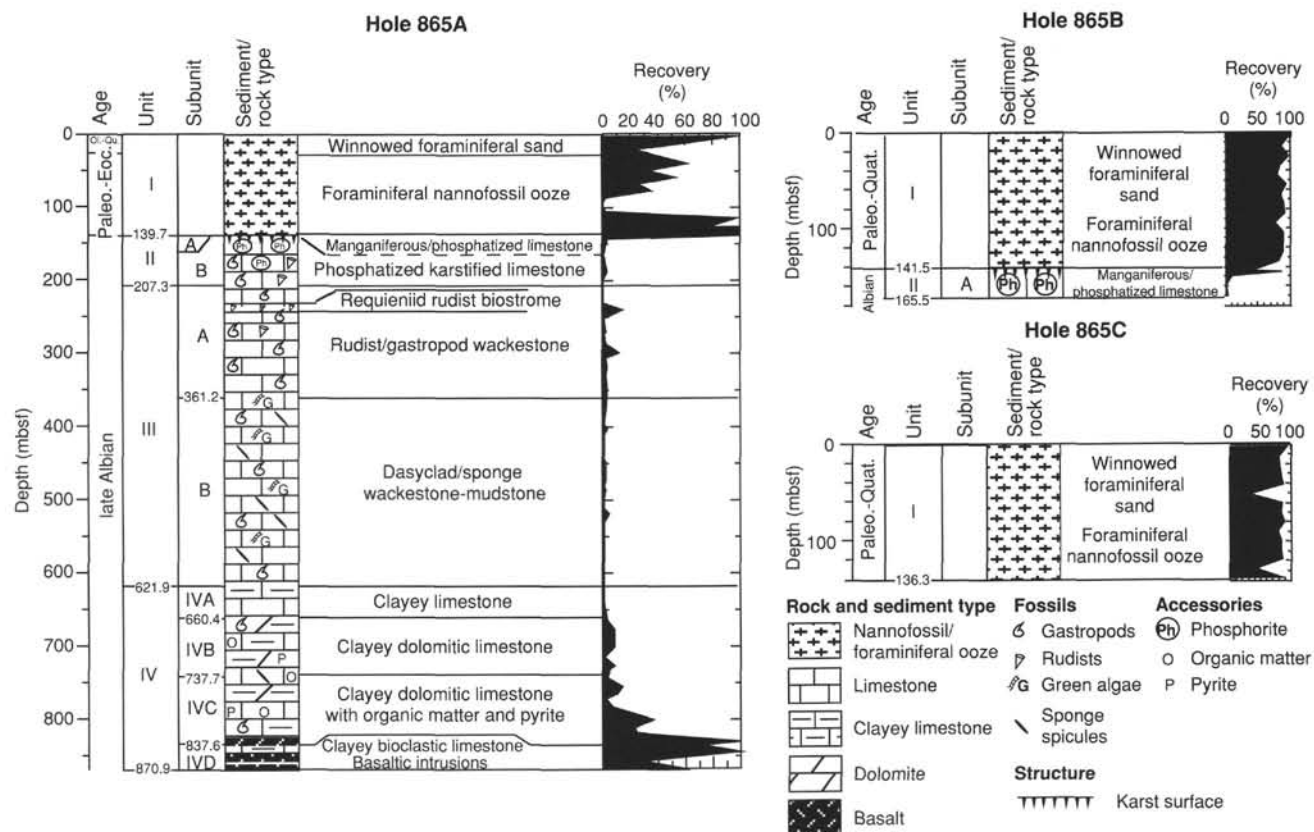 Hole 865A
Age
Unit
Subunit
Sediment/
rock type
Recovery
(%)
0 20 40 60 80 100
Depth (mbsf)
0
100
200
300
400
500
600
700
800
Paleo.-Eoc.
late Albian
I
139.7
II
207.3
III
621.9
IV
870.9
A
B
A
361.2
B
IVA
660.4
IVB
737.7
IVC
837.6
IVD
Ph Ph
Ph
G
G
G
G
O
P
O
P O
Winnowed foraminiferal sand
Foraminiferal nannofossil ooze
Manganiferous/phosphatized limestone
Phosphatized karstified limestone
Requieniid rudist biostrome
Rudist/gastropod wackestone
Dasyclad/sponge
wackestone-mudstone
Clayey limestone
Clayey dolomitic limestone
Clayey dolomitic limestone
with organic matter and pyrite
Clayey bioclastic limestone
Basaltic intrusions
Hole 865B
Age
Unit
Subunit
Sediment/
rock type
Recovery
(%)
0 50 100
Depth (mbsf)
0
100
Paleo.-Quat.
Albian
I
141.5
II
165.5
A
Ph Ph
Winnowed
foraminiferal
sand
Foraminiferal
nannofossil ooze
Manganiferous/
phosphatized limestone
Hole 865C
Age
Unit
Subunit
Sediment/
rock type
Recovery
(%)
0 50 100
Depth (mbsf)
0
100
Paleo.-Quat.
I
136.3
Winnowed
foraminiferal
sand
Foraminiferal
nannofossil ooze
Rock and sediment type
Nannofossil/
foraminiferal ooze
Limestone
Clayey limestone
Dolomite
Basalt
Fossils
Gastropods
Rudists
G Green algae
Sponge
spicules
Structure
Karst surface
Accessories
Ph Phosphorite
O Organic matter
P Pyrite